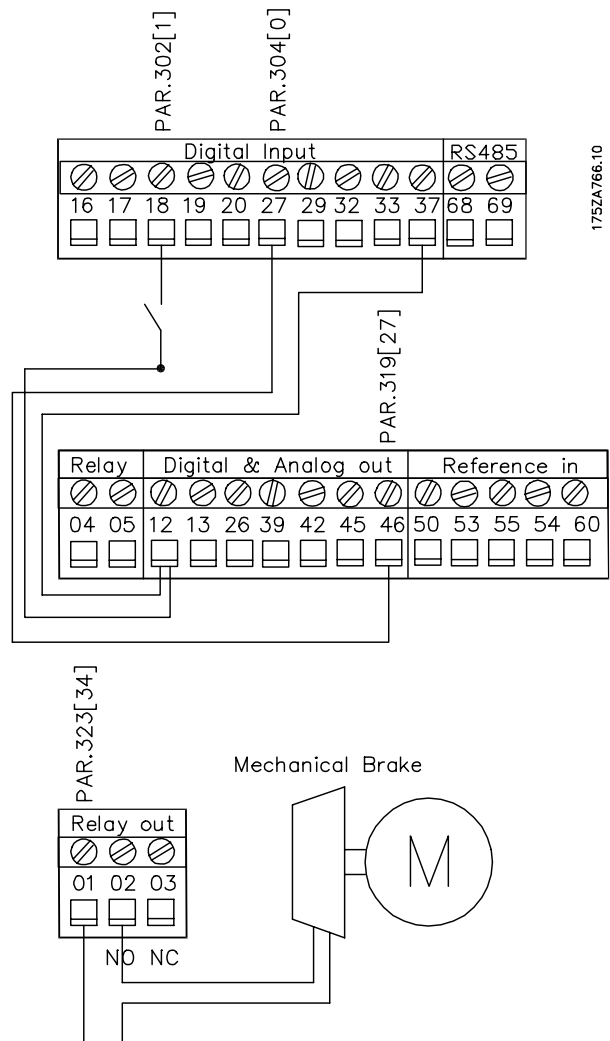 PAR.302[1]
PAR.304[0]
Digital Input
RS485
16 17 18 19 20 27 29 32 33 37 68 69
175ZA766.10
PAR.319[27]
Relay
Digital & Analog out
Reference in
04 05 12 13 26 39 42 45 46 50 53 55 54 60
PAR.323[34]
Mechanical Brake
Relay out
01 02 03
M
NO NC